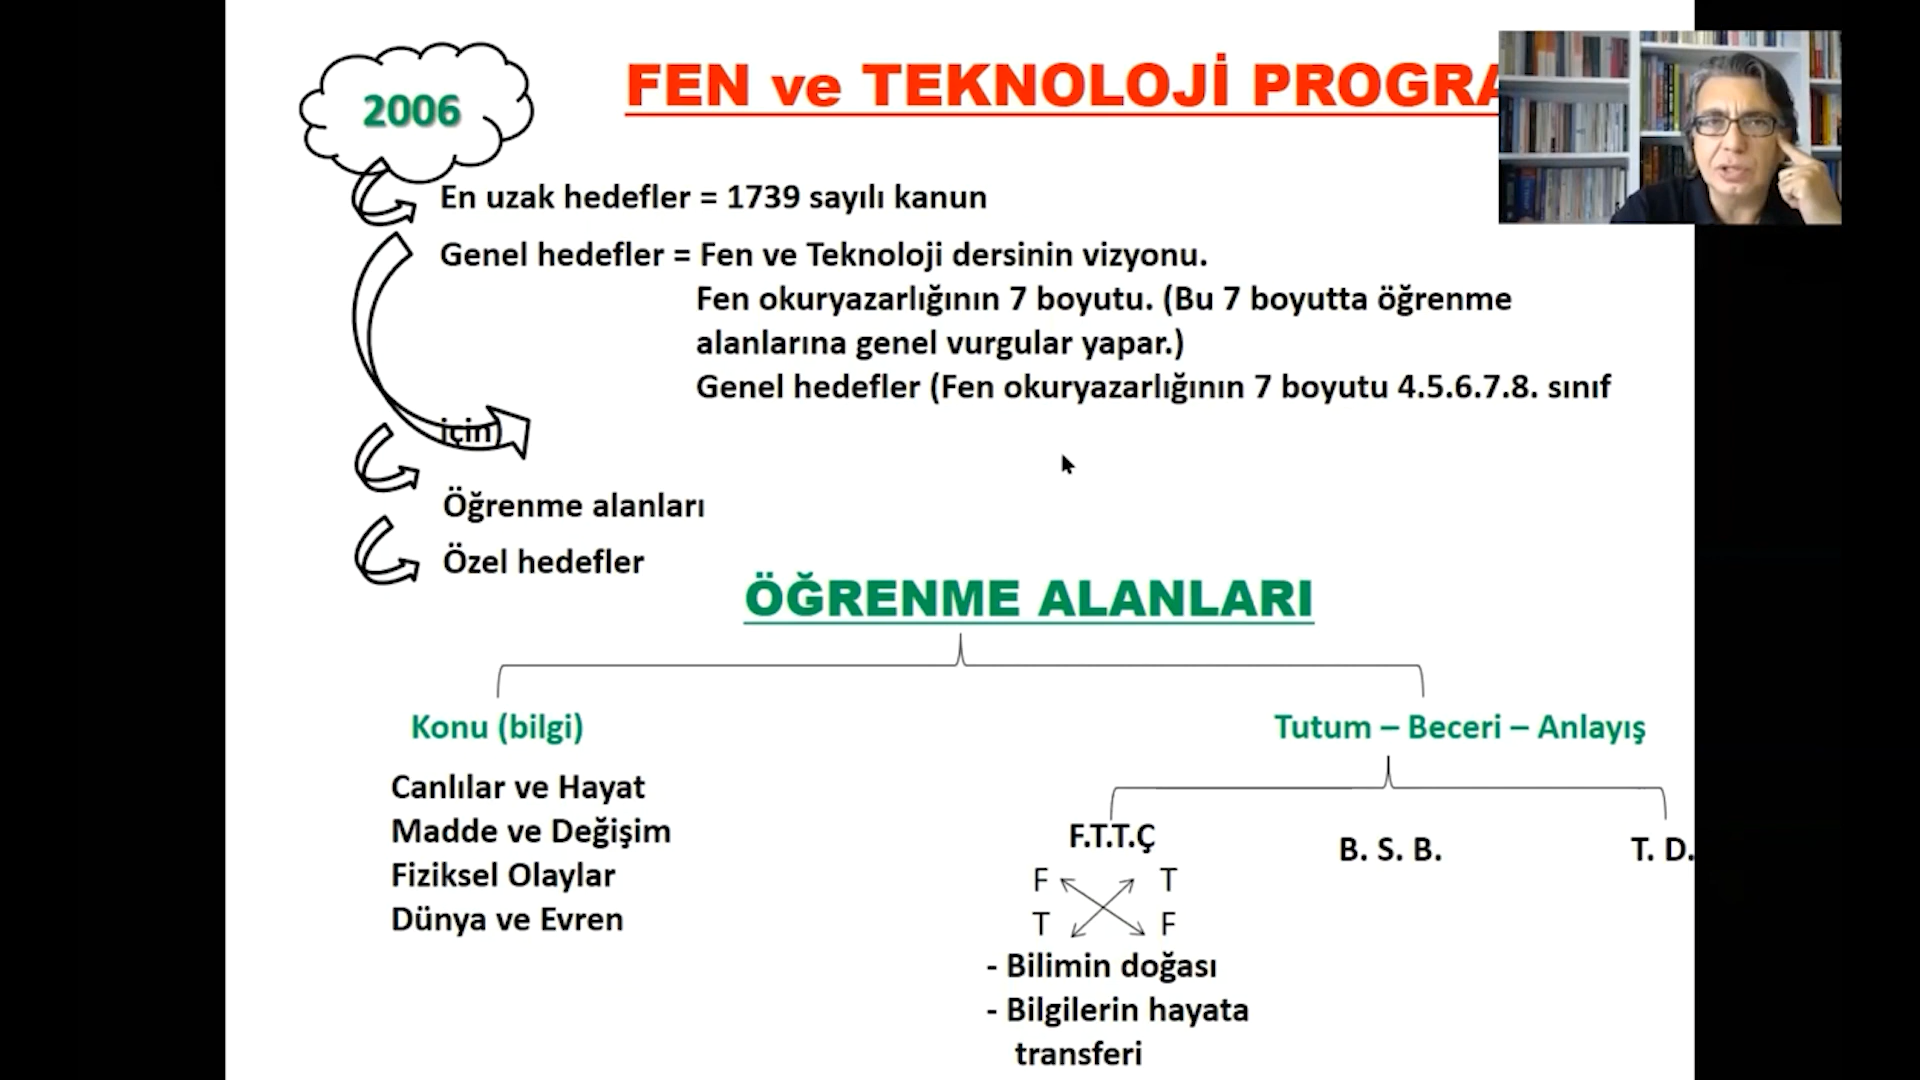 2006
FEN ve TEKNOLOJİ PROGRA
En uzak hedefler = 1739 sayılı kanun
Genel hedefler = Fen ve Teknoloji dersinin vizyonu.
Fen okuryazarlığının 7 boyutu. (Bu 7 boyutta öğrenme
alanlarına genel vurgular yapar.)
Genel hedefler (Fen okuryazarlığının 7 boyutu 4.5.6.7.8. sınıf
için)
Öğrenme alanları
Özel hedefler
ÖĞRENME ALANLARI
Konu (bilgi)
Canlılar ve Hayat
Madde ve Değişim
Fiziksel Olaylar
Dünya ve Evren
Tutum – Beceri – Anlayış
F.T.T.Ç
B. S. B.
T. D.
F T
T F
- Bilimin doğası
- Bilgilerin hayata
transferi